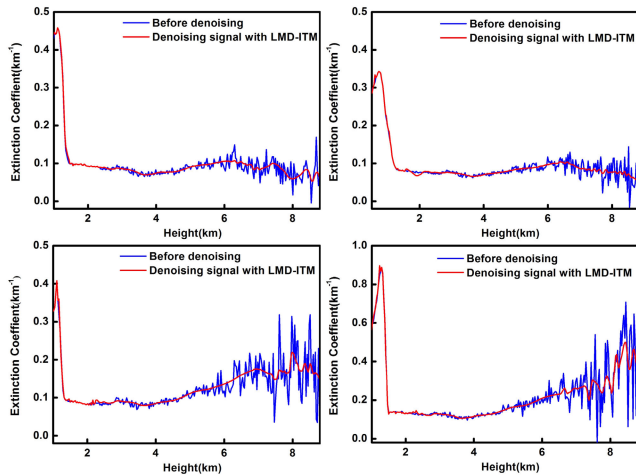 Before denoising
Denoising signal with LMD-ITM
Extinction Coeffient(km-1)
0.5
0.4
0.3
0.2
0.1
0.0
2 4 6 8
Height(km)
Before denoising
Denoising signal with LMD-ITM
Extinction Coeffient(km-1)
0.5
0.4
0.3
0.2
0.1
0.0
2 4 6 8
Height(km)
Before denoising
Denoising signal with LMD-ITM
Extinction Coeffient(km-1)
0.5
0.4
0.3
0.2
0.1
0.0
2 4 6 8
Height(km)
Before denoising
Denoising signal with LMD-ITM
Extinction Coeffient(km-1)
1.0
0.8
0.6
0.4
0.2
0.0
2 4 6 8
Height(km)